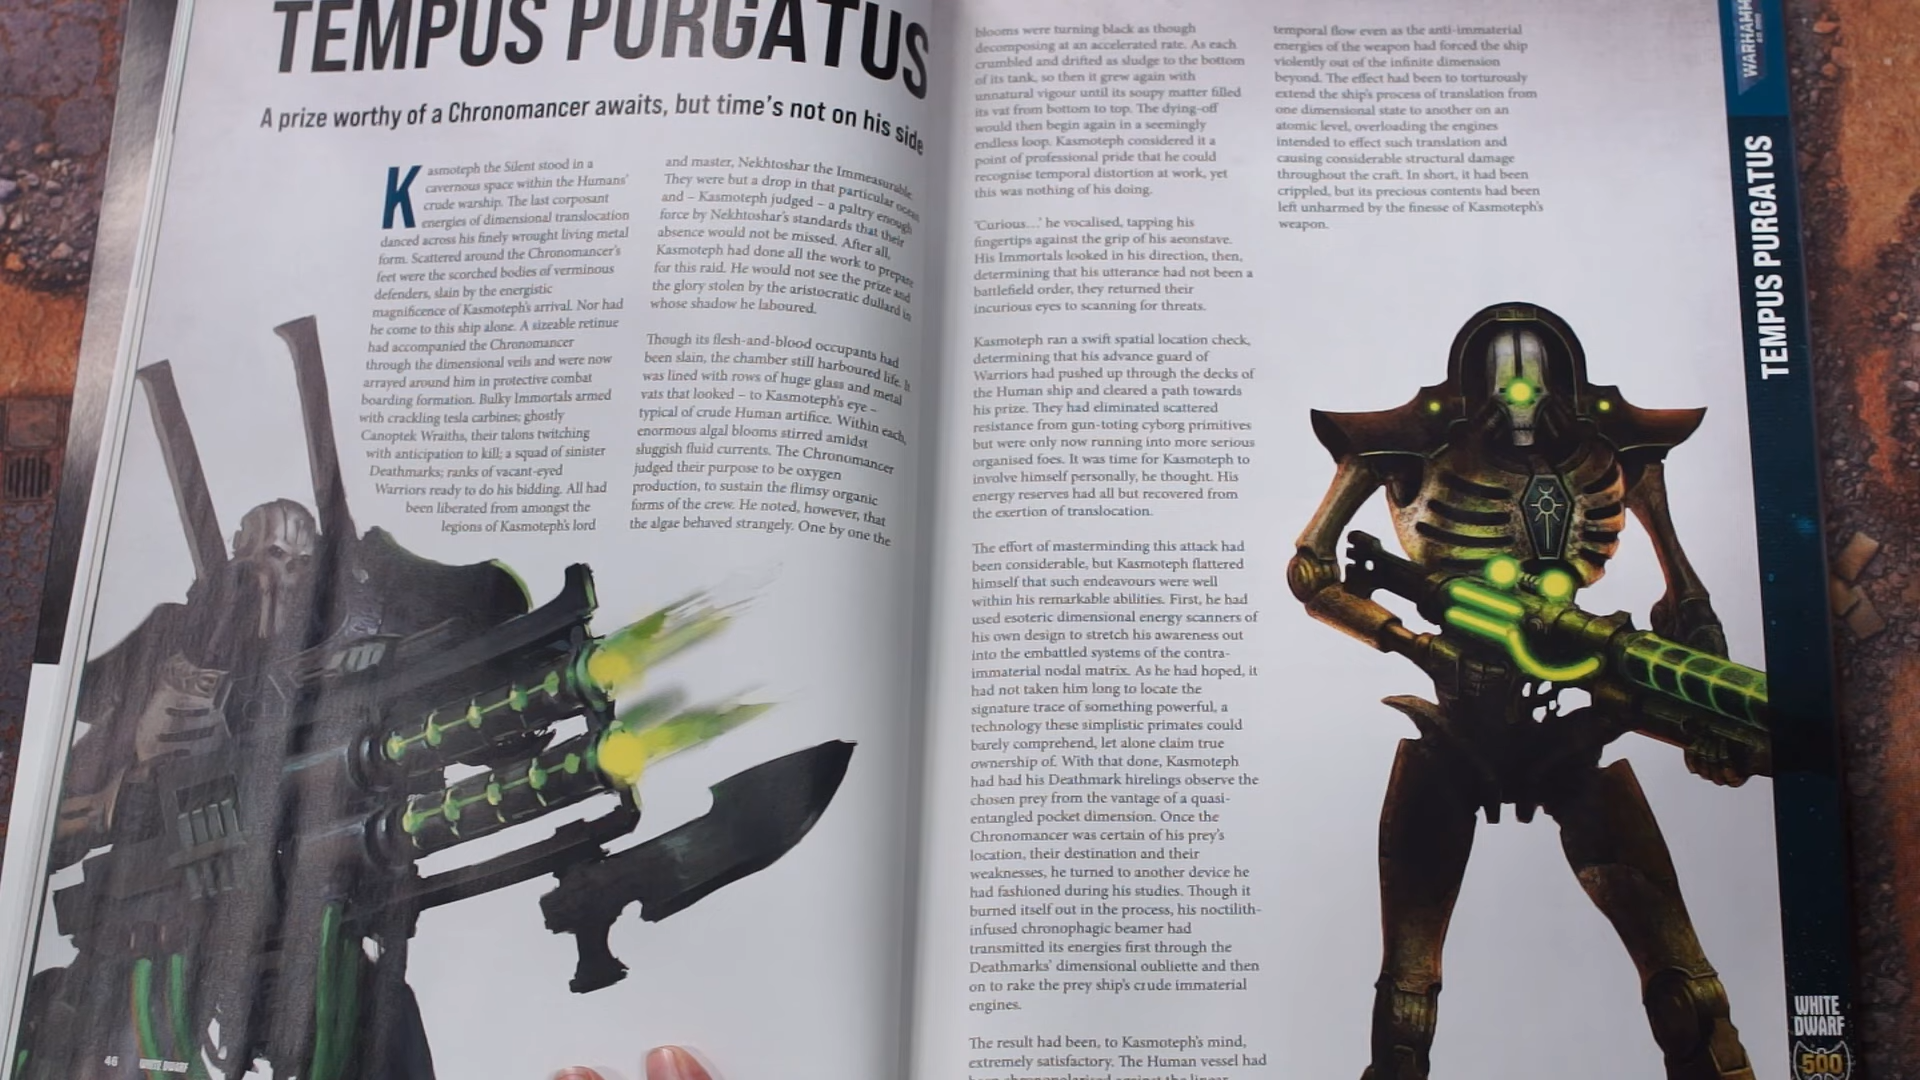 TEMPUS PURGATUS
A prize worthy of a Chronomancer awaits, but time's not on his side
Kasmoteph the Silent stood in a
cavernous space within the Humans'
crude warship. The last corposant
energies of dimensional translocation
danced across his finely wrought living metal
form. Scattered around the Chronomancer's
feet were the scorched bodies of verminous
defenders, slain by the energistic
magnificence of Kasmoteph's arrival. Nor had
he come to this ship alone. A sizeable retinue
had accompanied the Chronomancer
through the dimensional veils and were now
arrayed around him in protective combat
boarding formation. Bulky Immortals armed
with crackling tesla carbines; ghostly
Canoptek Wraiths, their talons twitching
with anticipation to kill; a squad of sinister
Deathmarks; ranks of vacant-eyed
Warriors ready to do his bidding. All had
been liberated from amongst the
legions of Kasmoteph's lord
and master, Nekhtoshar the Immeasurable.
They were but a drop in that particular ocean
and – Kasmoteph judged – a paltry enough
force by Nekhtoshar's standards that their
absence would not be missed. After all,
Kasmoteph had done all the work to prepare
for this raid. He would not see the prize and
the glory stolen by the aristocratic dullard in
whose shadow he laboured.
Though its flesh-and-blood occupants had
been slain, the chamber still harboured life. It
was lined with rows of huge glass and metal
vats that looked – to Kasmoteph's eye –
typical of crude Human artifice. Within each,
enormous algal blooms stirred amidst
sluggish fluid currents. The Chronomancer
judged their purpose to be oxygen
production, to sustain the flimsy organic
forms of the crew. He noted, however, that
the algae behaved strangely. One by one the
46
WHITE DWARF
blooms were turning black as though
decomposing at an accelerated rate. As each
crumbled and drifted as sludge to the bottom
of its tank, so then it grew again with
unnatural vigour until its soupy matter filled
its vat from bottom to top. The dying-off
would then begin again in a seemingly
endless loop. Kasmoteph considered it a
point of professional pride that he could
recognise temporal distortion at work, yet
this was nothing of his doing.
'Curious…' he vocalised, tapping his
fingertips against the grip of his aeonstave.
His Immortals looked in his direction, then,
determining that his utterance had not been a
battlefield order, they returned their
incurious eyes to scanning for threats.
Kasmoteph ran a swift spatial location check,
determining that his advance guard of
Warriors had pushed up through the decks of
the Human ship and cleared a path towards
his prize. They had eliminated scattered
resistance from gun-toting cyborg primitives
but were only now running into more serious
organised foes. It was time for Kasmoteph to
involve himself personally, he thought. His
energy reserves had all but recovered from
the exertion of translocation.
The effort of masterminding this attack had
been considerable, but Kasmoteph flattered
himself that such endeavours were well
within his remarkable abilities. First, he had
used esoteric dimensional energy scanners of
his own design to stretch his awareness out
into the embattled systems of the contra-
immaterial nodal matrix. As he had hoped, it
had not taken him long to locate the
signature trace of something powerful, a
technology these simplistic primates could
barely comprehend, let alone claim true
ownership of. With that done, Kasmoteph
had bad his Deathmark hirelings observe the
chosen prey from the vantage of a quasi-
entangled pocket dimension. Once the
Chronomancer was certain of his prey's
location, their destination and their
weaknesses, he turned to another device he
had fashioned during his studies. Though it
burned itself out in the process, his noctilith-
infused chronophagic beamer had
transmitted its energies first through the
Deathmarks' dimensional oubliette and then
on to rake the prey ship's crude immaterial
engines.
The result had been, to Kasmoteph's mind,
extremely satisfactory. The Human vessel had
temporal flow even as the anti-immaterial
energies of the weapon had forced the ship
violently out of the infinite dimension
beyond. The effect had been to torturously
extend the ship's process of translation from
one dimensional state to another on an
atomic level, overloading the engines
intended to effect such translation and
causing considerable structural damage
throughout the craft. In short, it had been
crippled, but its precious contents had been
left unharmed by the finesse of Kasmoteph's
weapon.
TEMPUS PURGATUS
WHITE
DWARF
500